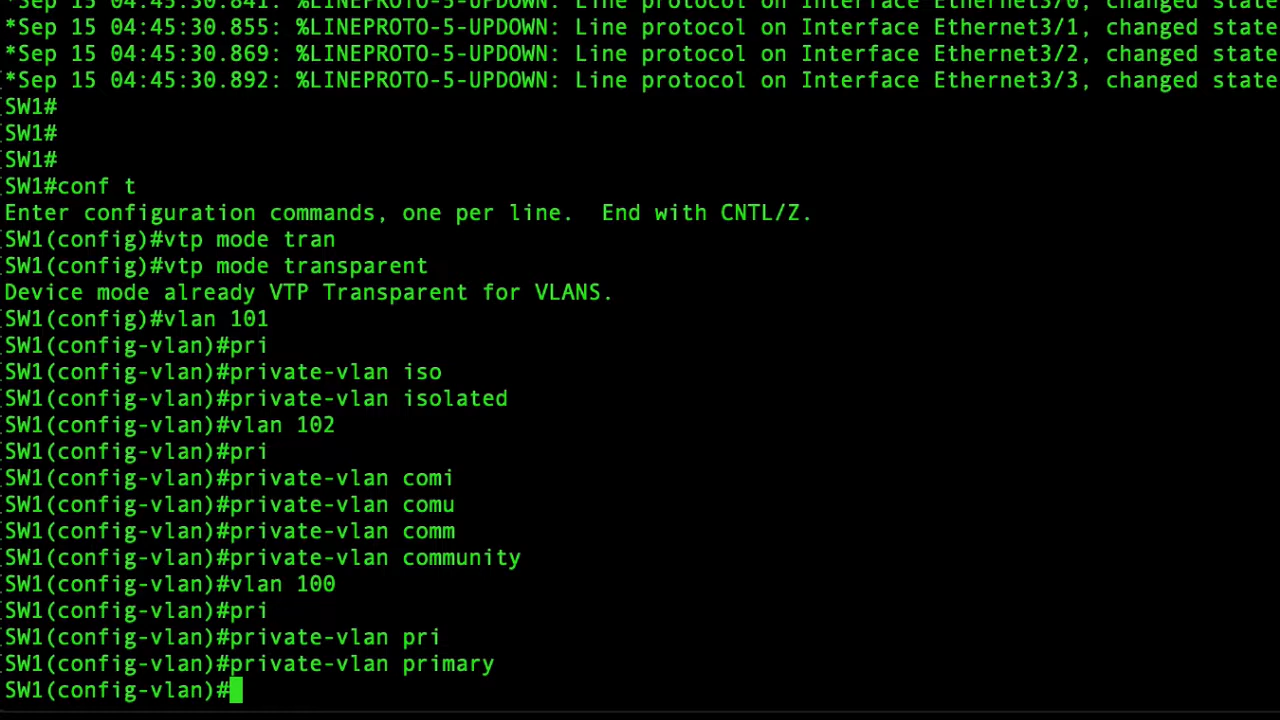 *Sep 15 04:45:30.841: %LINEPROTO-5-UPDOWN: Line protocol on Interface Ethernet3/0, changed state
*Sep 15 04:45:30.855: %LINEPROTO-5-UPDOWN: Line protocol on Interface Ethernet3/1, changed state
*Sep 15 04:45:30.869: %LINEPROTO-5-UPDOWN: Line protocol on Interface Ethernet3/2, changed state
*Sep 15 04:45:30.892: %LINEPROTO-5-UPDOWN: Line protocol on Interface Ethernet3/3, changed state
SW1#
SW1#
SW1#
SW1#conf t
Enter configuration commands, one per line.  End with CNTL/Z.
SW1(config)#vtp mode tran
SW1(config)#vtp mode transparent
Device mode already VTP Transparent for VLANS.
SW1(config)#vlan 101
SW1(config-vlan)#pri
SW1(config-vlan)#private-vlan iso
SW1(config-vlan)#private-vlan isolated
SW1(config-vlan)#vlan 102
SW1(config-vlan)#pri
SW1(config-vlan)#private-vlan comi
SW1(config-vlan)#private-vlan comu
SW1(config-vlan)#private-vlan comm
SW1(config-vlan)#private-vlan community
SW1(config-vlan)#vlan 100
SW1(config-vlan)#pri
SW1(config-vlan)#private-vlan pri
SW1(config-vlan)#private-vlan primary
SW1(config-vlan)#